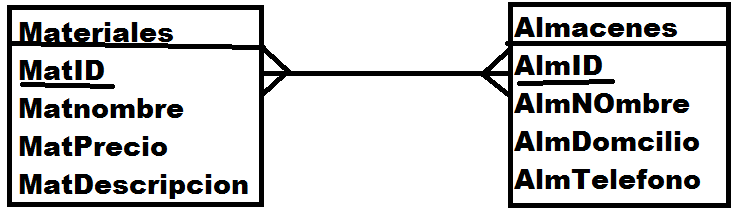 Materiales
MatID
Matnombre
MatPrecio
MatDescripcion
Almacenes
AlmID
AlmNOmbre
AlmDomcilio
AlmTelefono